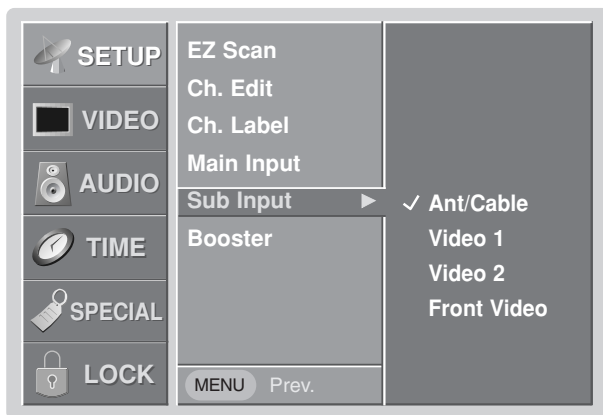 SETUP
VIDEO
AUDIO
TIME
SPECIAL
LOCK
EZ Scan
Ch. Edit
Ch. Label
Main Input
Sub Input ►
Booster
MENU Prev.
✓ Ant/Cable
Video 1
Video 2
Front Video